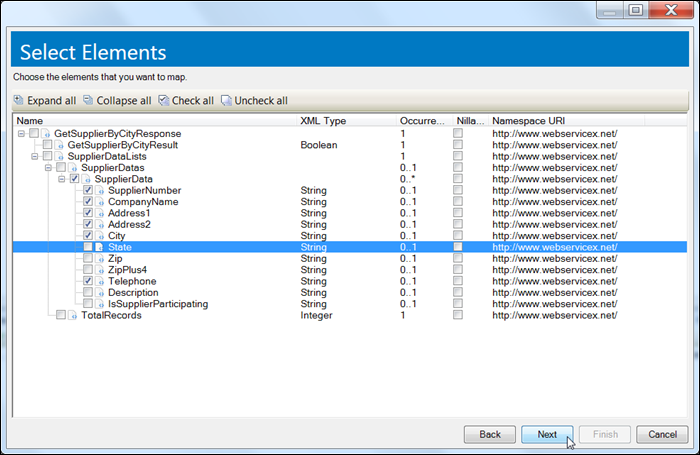 Select Elements
Choose the elements that you want to map.
Expand all Collapse all Check all Uncheck all
Name XML Type Occurre... Nilla... Namespace URI
GetSupplierByCityResponse 1 http://www.webservicex.net/
GetSupplierByCityResult Boolean 1 http://www.webservicex.net/
SupplierDataLists 1 http://www.webservicex.net/
SupplierDatas 0..1 http://www.webservicex.net/
SupplierData 0..* http://www.webservicex.net/
SupplierNumber String 0..1 http://www.webservicex.net/
CompanyName String 0..1 http://www.webservicex.net/
Address1 String 0..1 http://www.webservicex.net/
Address2 String 0..1 http://www.webservicex.net/
City String 0..1 http://www.webservicex.net/
State String 0..1 http://www.webservicex.net/
Zip String 0..1 http://www.webservicex.net/
ZipPlus4 String 0..1 http://www.webservicex.net/
Telephone String 0..1 http://www.webservicex.net/
Description String 0..1 http://www.webservicex.net/
IsSupplierParticipating String 0..1 http://www.webservicex.net/
TotalRecords Integer 1 http://www.webservicex.net/
Back Next Finish Cancel